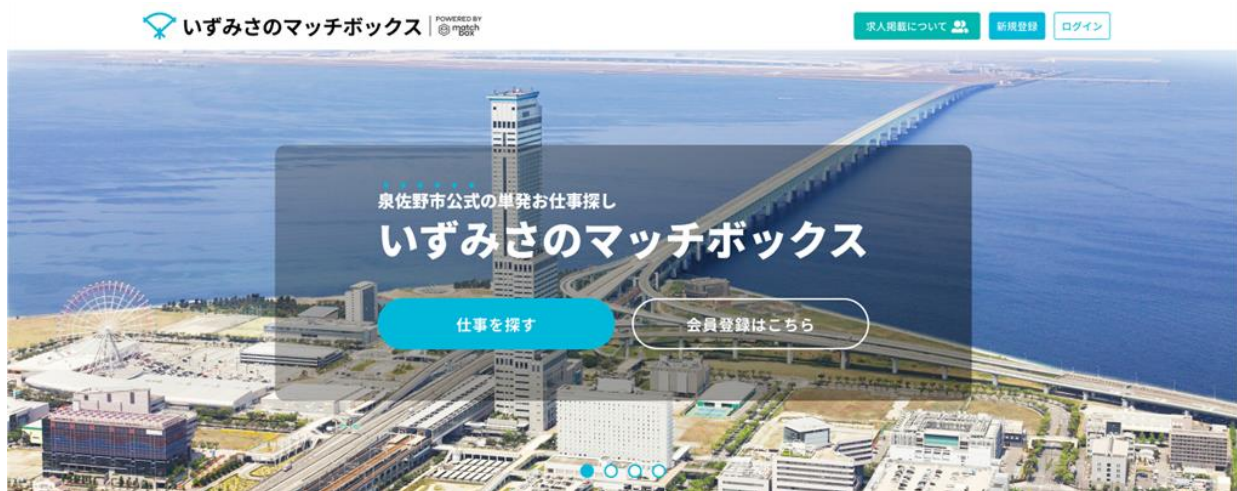 いずみさのマッチボックス
POWERED BY
match
box
求人掲載について
新規登録
ログイン
泉佐野市公式の単発お仕事探し
いずみさのマッチボックス
仕事を探す
会員登録はこちら